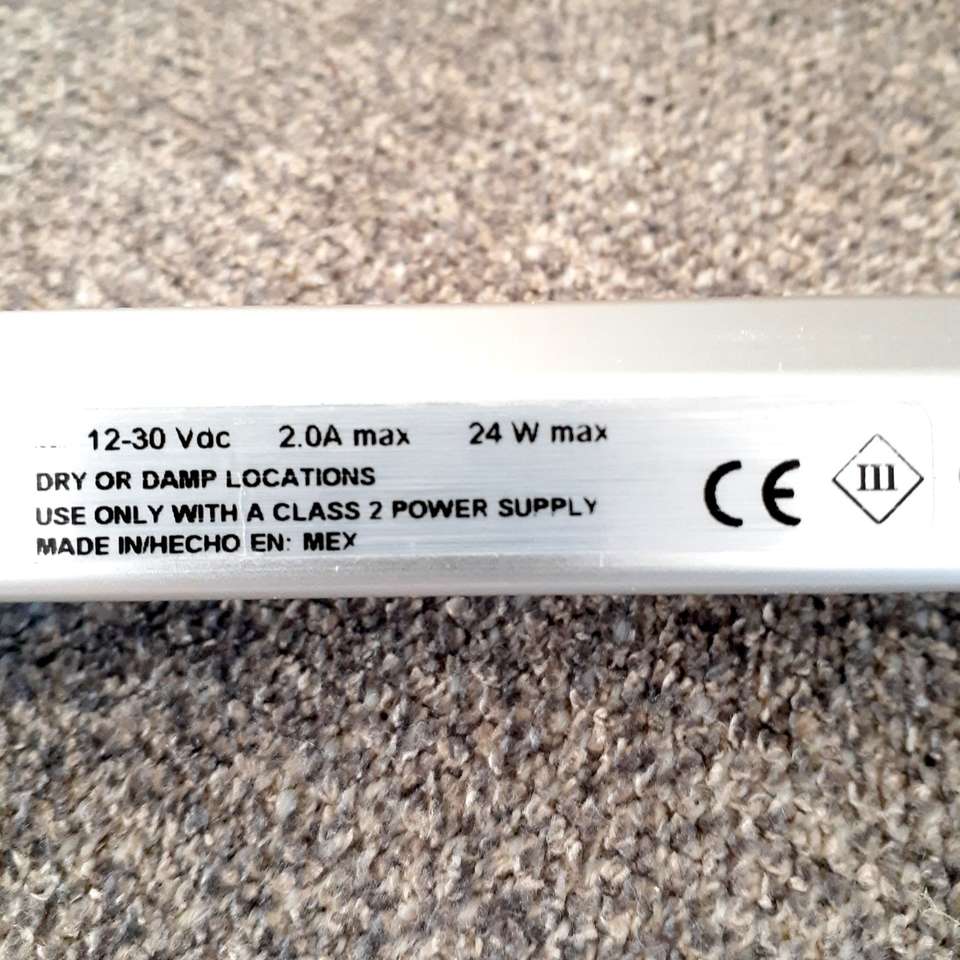 12-30 Vdc 2.0A max 24 W max
DRY OR DAMP LOCATIONS
USE ONLY WITH A CLASS 2 POWER SUPPLY
MADE IN/HECHO EN: MEX
CE
III